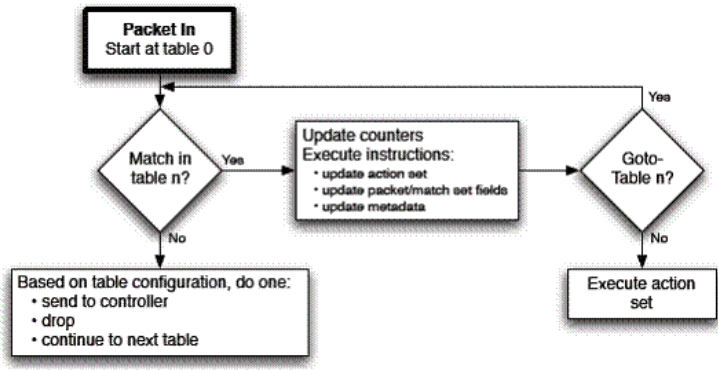 Packet In
Start at table 0
Yes
Match in
table n?
Yes
Update counters
Execute instructions:
• update action set
• update packet/match set fields
• update metadata
Goto-
Table n?
No
No
Based on table configuration, do one:
• send to controller
• drop
• continue to next table
Execute action
set